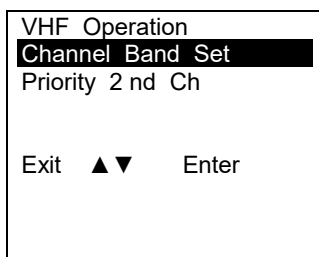 VHF Operation
Channel Band Set
Priority 2 nd Ch
Exit ▲▼ Enter